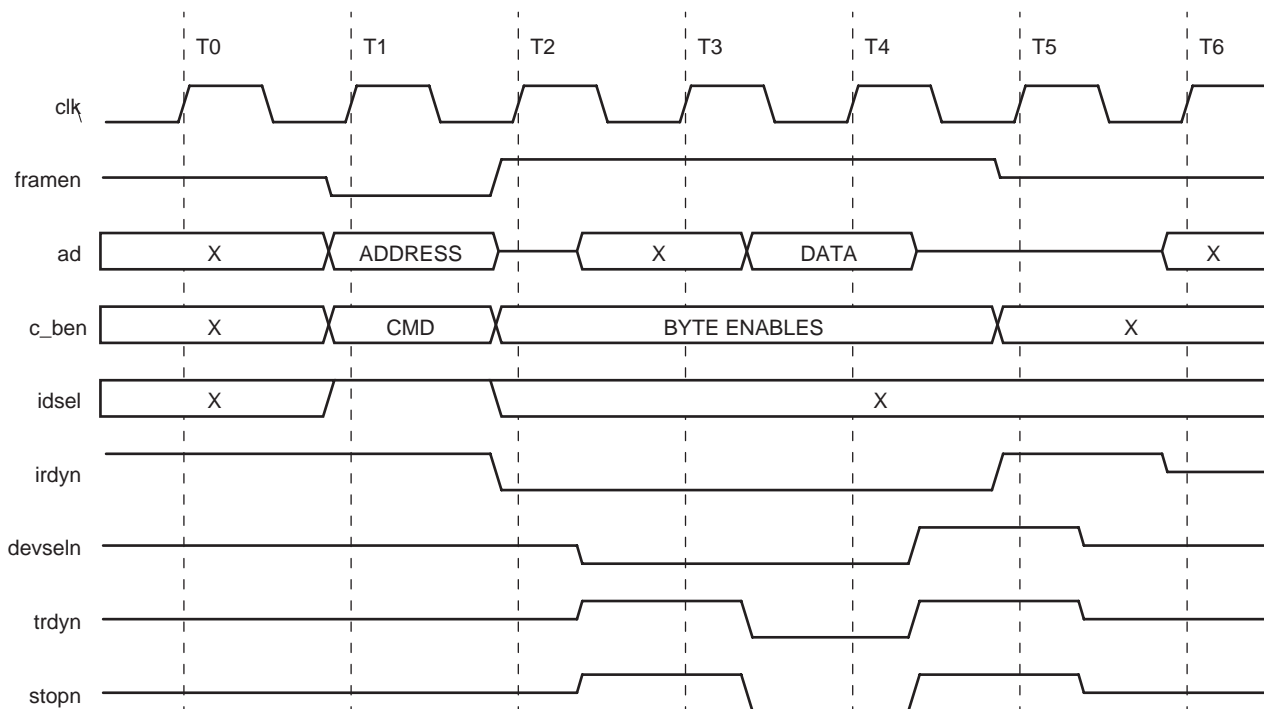 T0 T1 T2 T3 T4 T5 T6
clk
framen
ad X ADDRESS X DATA X
c_ben X CMD BYTE ENABLES X
idsel X X
irdyn
devseln
trdyn
stopn